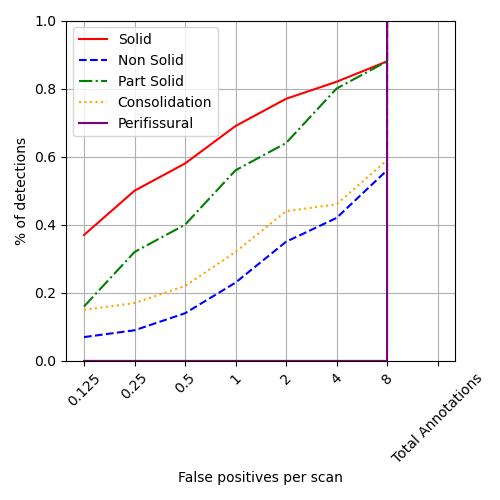 1.0
0.8
0.6
0.4
0.2
0.0
% of detections
Solid
Non Solid
Part Solid
Consolidation
Perifissural
0.125
0.25
0.5
1
2
4
8
Total Annotations
False positives per scan